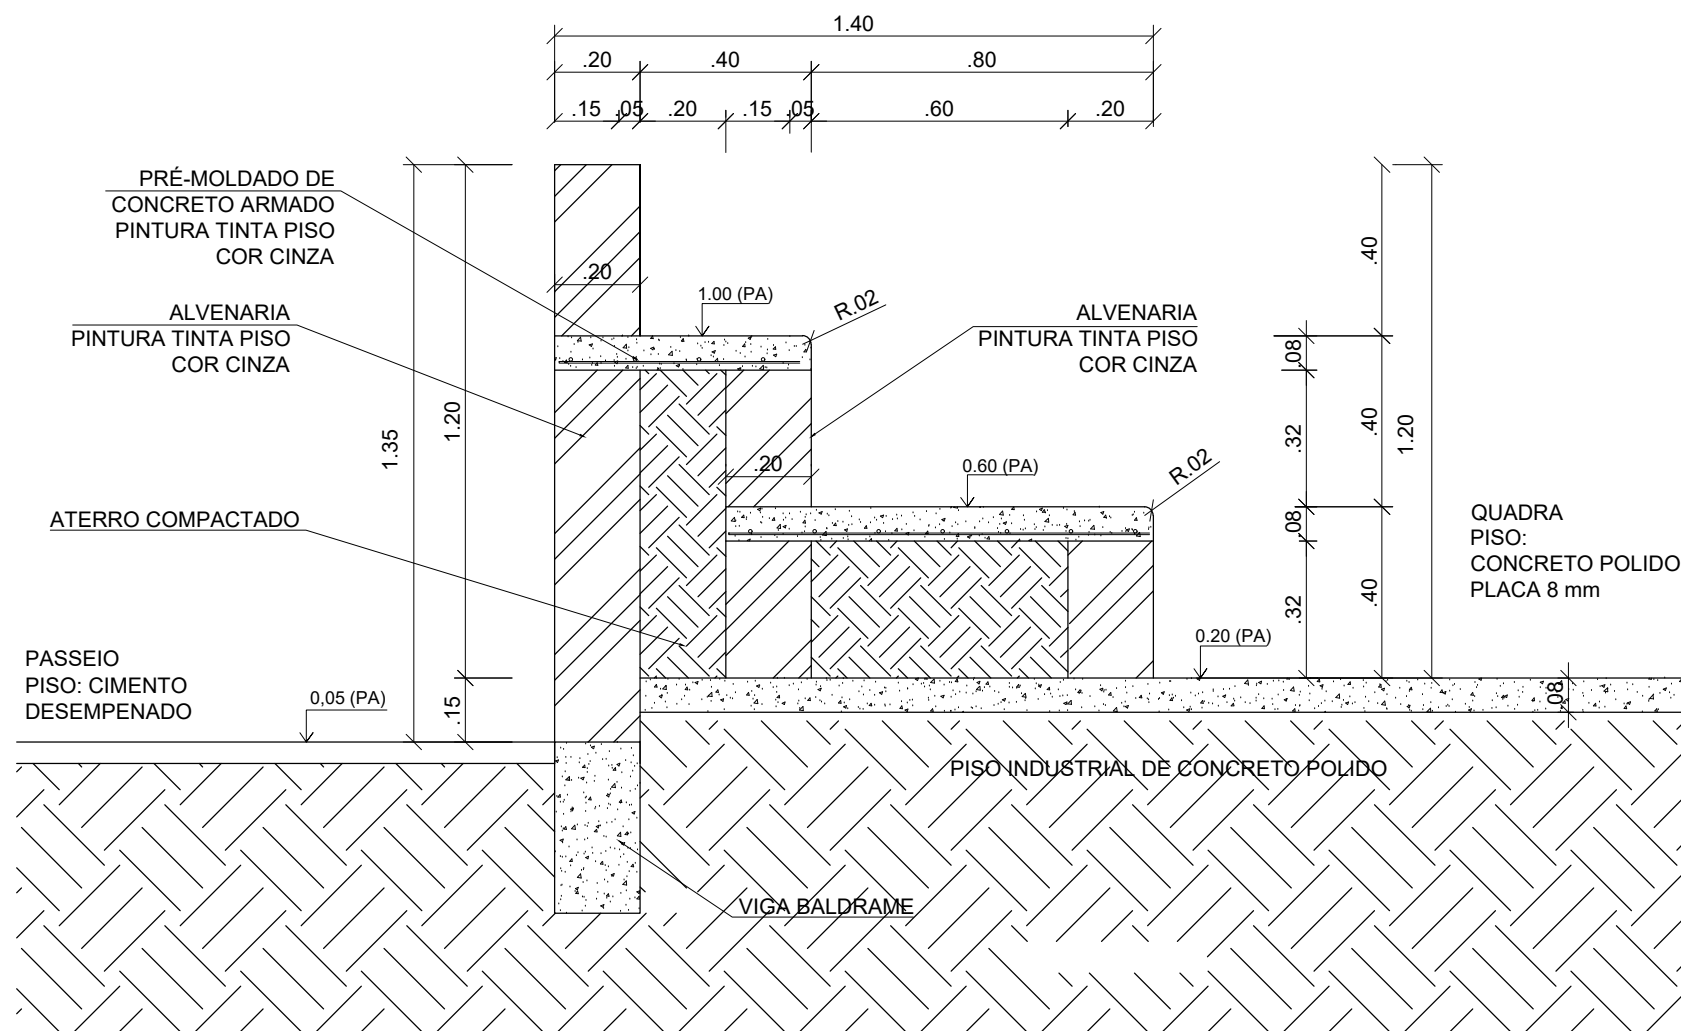 1.40
.20
.40
.80
.15
.05
.20
.15
.05
.60
.20
PRÉ-MOLDADO DE
CONCRETO ARMADO
PINTURA TINTA PISO
COR CINZA
ALVENARIA
PINTURA TINTA PISO
COR CINZA
ATERRO COMPACTADO
1.35
1.20
.15
.20
1.00 (PA)
R.02
ALVENARIA
PINTURA TINTA PISO
COR CINZA
.20
0.60 (PA)
R.02
.08
.32
.08
.32
.40
.40
.40
1.20
QUADRA
PISO:
CONCRETO POLIDO
PLACA 8 mm
0.20 (PA)
.08
PASSEIO
PISO: CIMENTO
DESEMPENADO
0,05 (PA)
PISO INDUSTRIAL DE CONCRETO POLIDO
VIGA BALDRAME